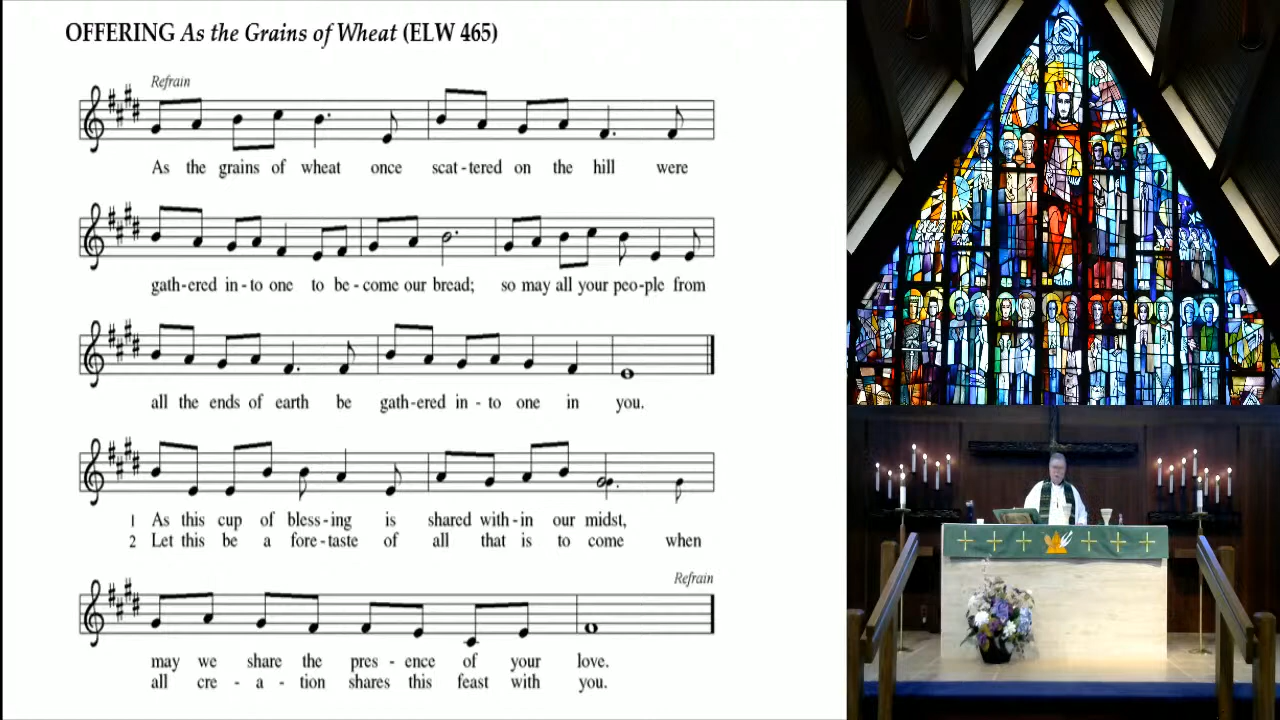 OFFERING As the Grains of Wheat (ELW 465)
Refrain
As the grains of wheat once scat - tered on the hill were
gath - ered in - to one to be - come our bread; so may all your peo - ple from
all the ends of earth be gath - ered in - to one in you.
1 As this cup of bless - ing is shared with - in our midst,
2 Let this be a fore - taste of all that is to come when
Refrain
may we share the pres - ence of your love.
all cre - a - tion shares this feast with you.